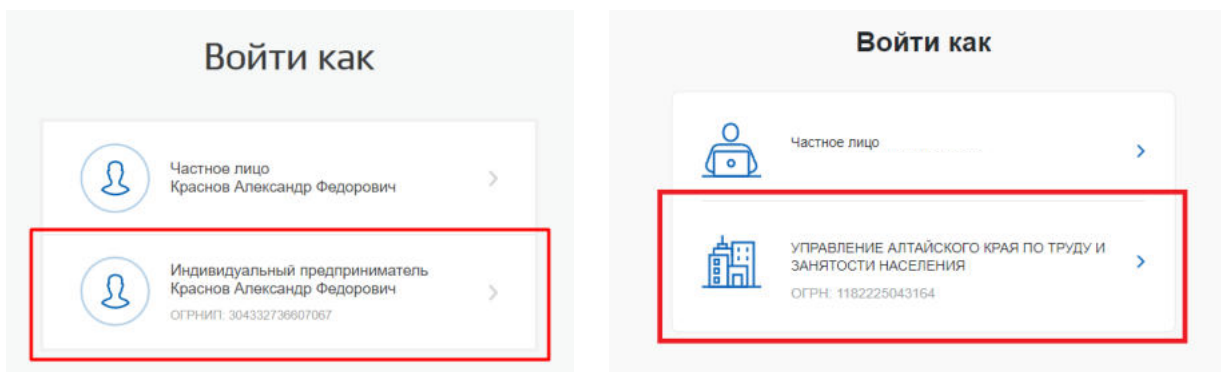 Войти как
Частное лицо
Краснов Александр Федорович
Индивидуальный предприниматель
Краснов Александр Федорович
ОГРНИП: 304332736607067
Войти как
Частное лицо
УПРАВЛЕНИЕ АЛТАЙСКОГО КРАЯ ПО ТРУДУ И
ЗАНЯТОСТИ НАСЕЛЕНИЯ
ОГРН: 1182225043164